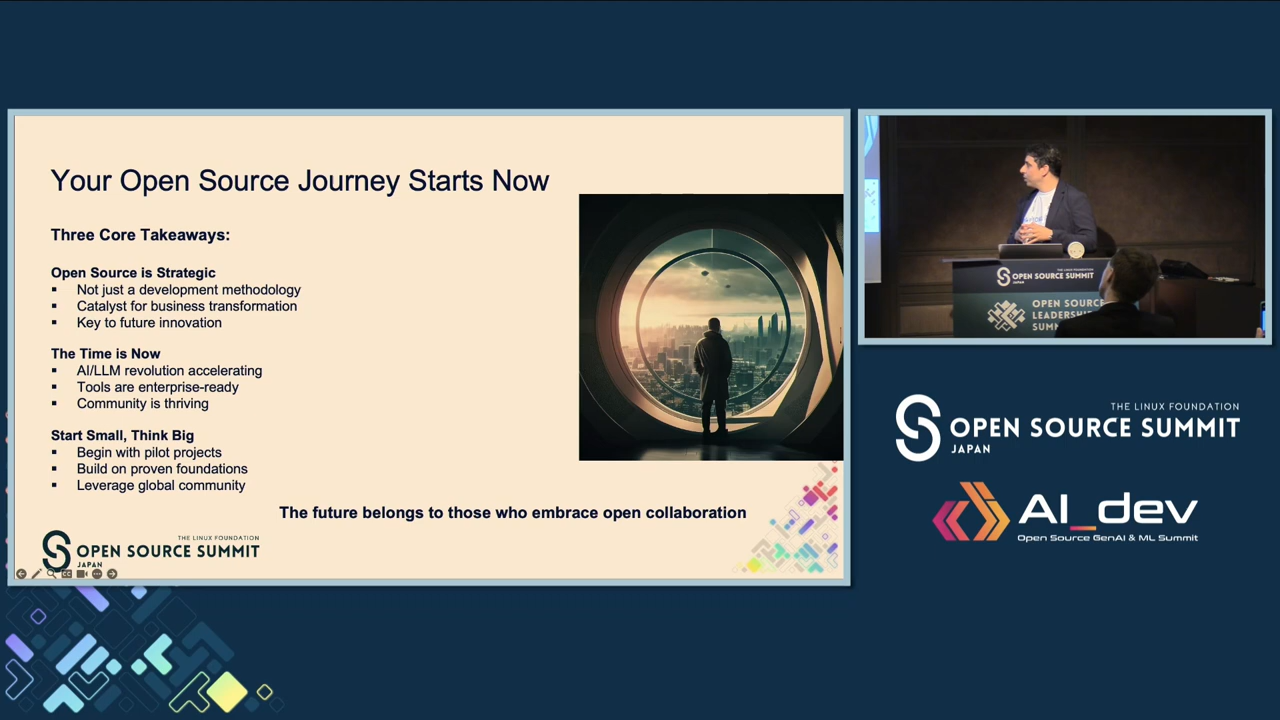 Your Open Source Journey Starts Now
Three Core Takeaways:
Open Source is Strategic
▪ Not just a development methodology
▪ Catalyst for business transformation
▪ Key to future innovation
The Time is Now
▪ AI/LLM revolution accelerating
▪ Tools are enterprise-ready
▪ Community is thriving
Start Small, Think Big
▪ Begin with pilot projects
▪ Build on proven foundations
▪ Leverage global community
The future belongs to those who embrace open collaboration
THE LINUX FOUNDATION
OPEN SOURCE SUMMIT
JAPAN
THE LINUX FOUNDATION
OPEN SOURCE SUMMIT
JAPAN
OPEN SOURCE
LEADERSH
SUMM
THE LINUX FOUNDATION
OPEN SOURCE SUMMIT
JAPAN
AI_dev
Open Source GenAI & ML Summit